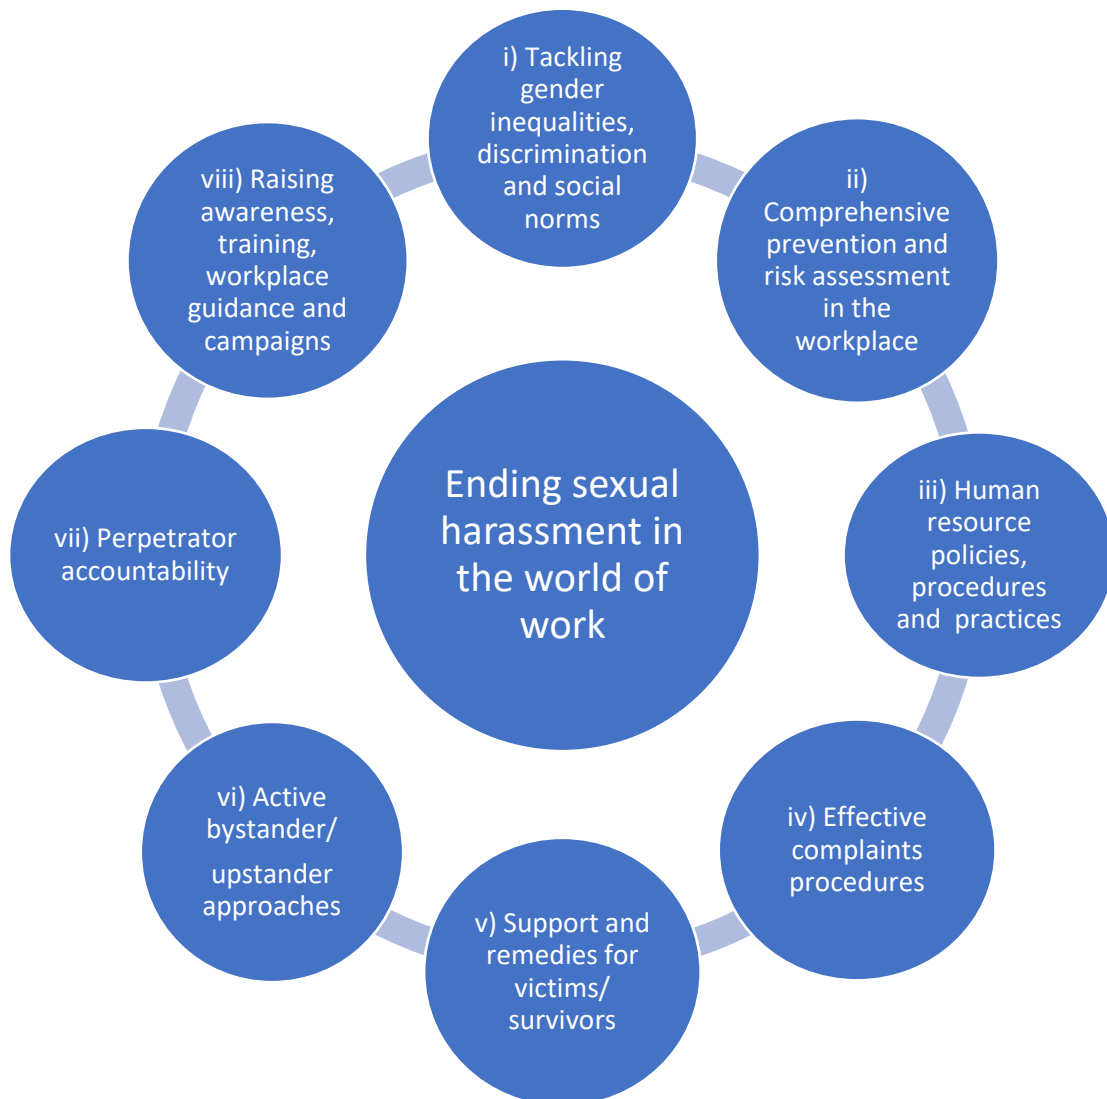 i) Tackling
gender
inequalities,
discrimination
and social
norms
ii)
Comprehensive
prevention and
risk assessment
in the
workplace
iii) Human
resource
policies,
procedures
and  practices
iv) Effective
complaints
procedures
v) Support and
remedies for
victims/
survivors
vi) Active
bystander/
upstander
approaches
vii) Perpetrator
accountability
viii) Raising
awareness,
training,
workplace
guidance and
campaigns
Ending sexual
harassment in
the world of
work